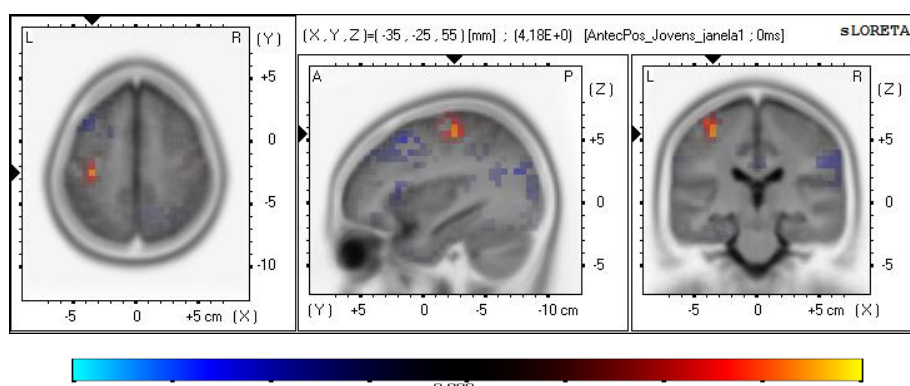 (X, Y, Z)=( -35 , -25 , 55 ) [mm] ; (4,18E+0) [AntecPos_Jovens_janela1 ; 0ms]
sLORETA
L R (Y)
+5
0
-5
-10
-5 0 +5 cm (X)
A P (Z)
+5
0
-5
(Y) +5 0 -5 -10 cm
L R (Z)
+5
0
-5
-5 0 +5 cm (X)